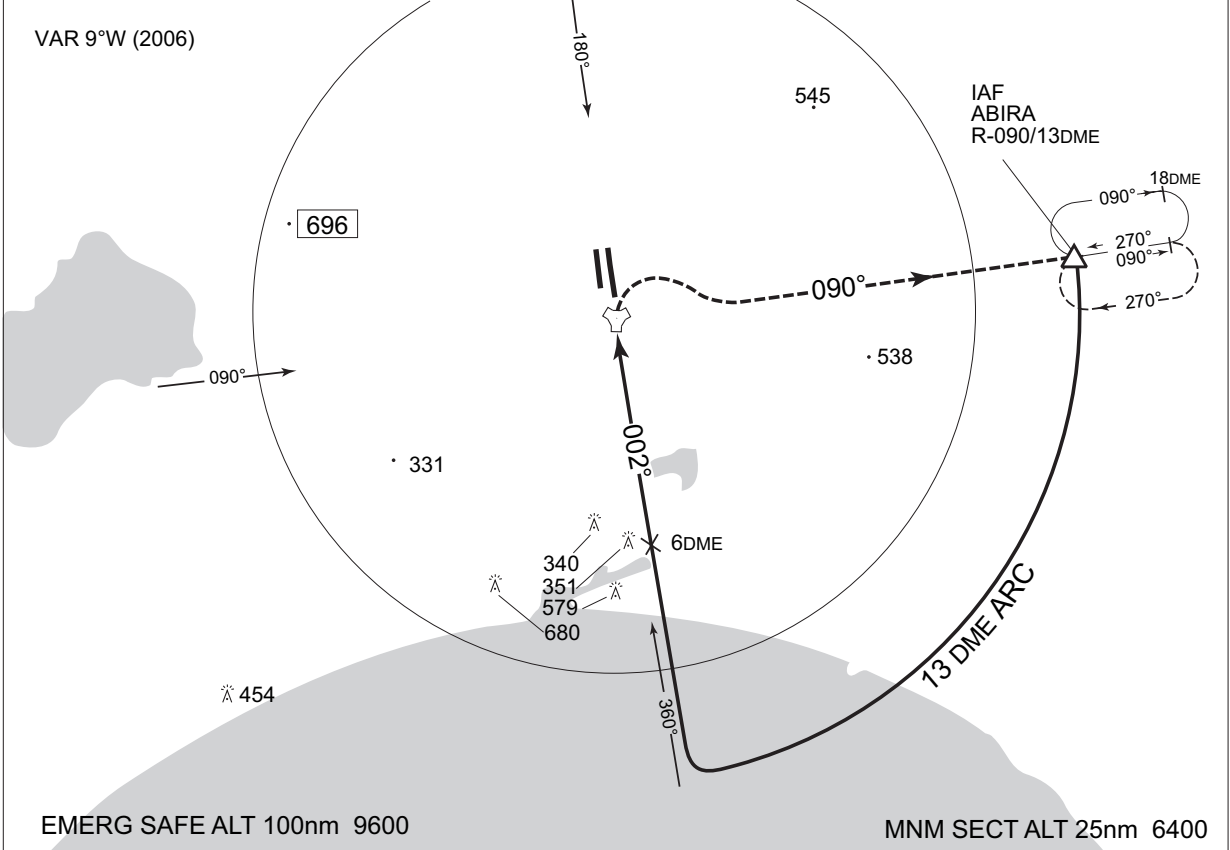 VAR 9°W (2006)
180°
545
IAF
ABIRA
R-090/13DME
18DME
090°
270°
090°
270°
696
090°
538
090°
002°
331
6DME
340
351
579
680
13 DME ARC
454
360°
EMERG SAFE ALT 100nm 9600
MNM SECT ALT 25nm 6400